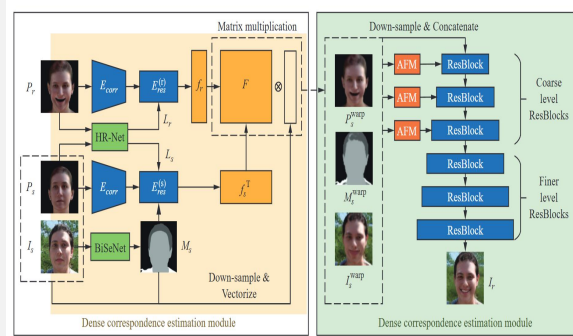 Matrix multiplication
P_r
E_corr
E_res^(r)
f_r
F
⊗
HR-Net
L_r
L_s
P_s
E_corr
E_res^(s)
f_s^T
I_s
BiSeNet
M_s
Down-sample &
Vectorize
Dense correspondence estimation module
Down-sample & Concatenate
AFM
ResBlock
P_s^warp
AFM
ResBlock
AFM
ResBlock
Coarse
level
ResBlocks
M_s^warp
ResBlock
ResBlock
ResBlock
Finer
level
ResBlocks
I_s^warp
I_r
Dense correspondence estimation module